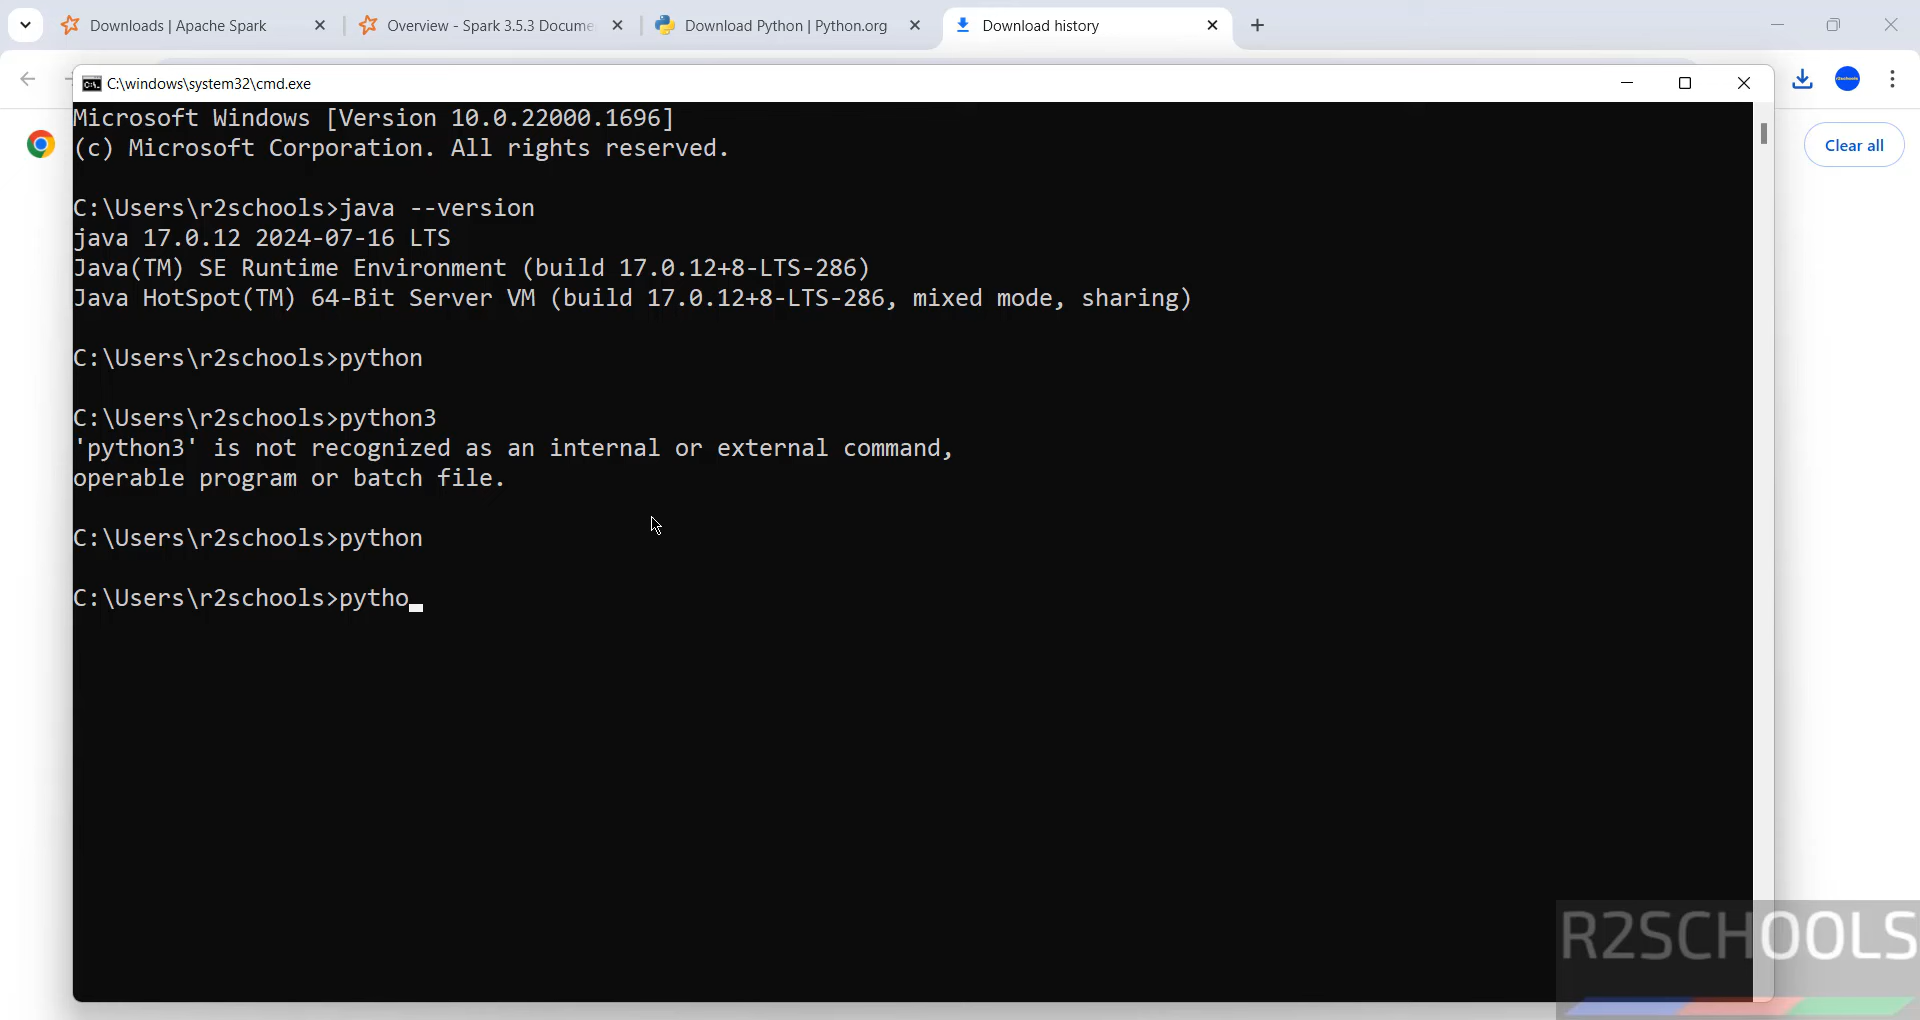 Downloads | Apache Spark
Overview - Spark 3.5.3 Docume
Download Python | Python.org
Download history
C:\windows\system32\cmd.exe
Clear all
Microsoft Windows [Version 10.0.22000.1696]
(c) Microsoft Corporation. All rights reserved.
C:\Users\r2schools>java --version
java 17.0.12 2024-07-16 LTS
Java(TM) SE Runtime Environment (build 17.0.12+8-LTS-286)
Java HotSpot(TM) 64-Bit Server VM (build 17.0.12+8-LTS-286, mixed mode, sharing)
C:\Users\r2schools>python
C:\Users\r2schools>python3
'python3' is not recognized as an internal or external command,
operable program or batch file.
C:\Users\r2schools>python
C:\Users\r2schools>pytho
R2SCHOOLS